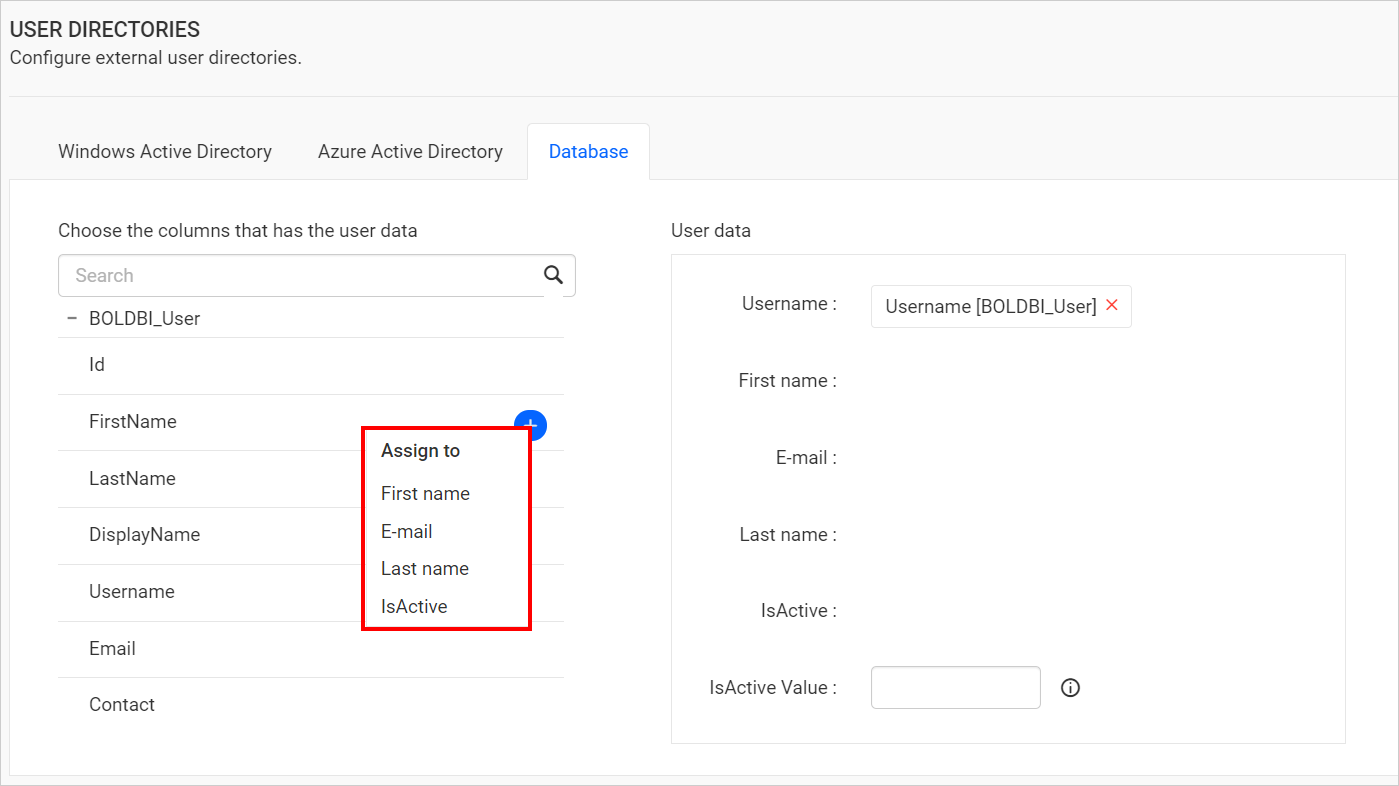 USER DIRECTORIES
Configure external user directories.
Windows Active Directory
Azure Active Directory
Database
Choose the columns that has the user data
Search
BOLDBI_User
Id
FirstName
LastName
DisplayName
Username
Email
Contact
Assign to
First name
E-mail
Last name
IsActive
User data
Username : Username [BOLDBI_User]
First name :
E-mail :
Last name :
IsActive :
IsActive Value :